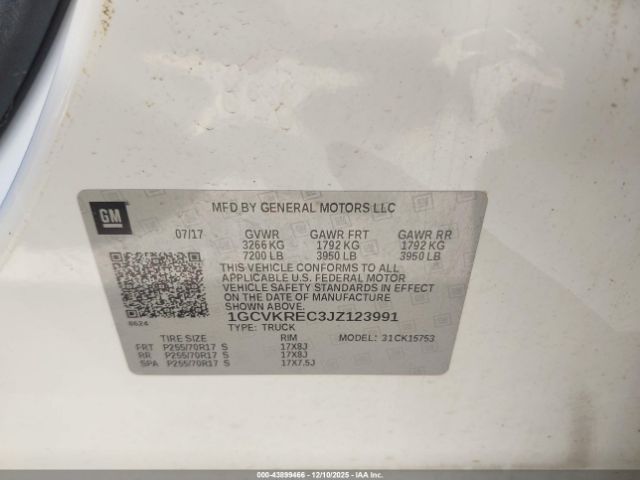 GM
MFD BY GENERAL MOTORS LLC
07/17 GVWR GAWR FRT GAWR RR
3266 KG 1792 KG 1792 KG
7200 LB 3950 LB 3950 LB
THIS VEHICLE CONFORMS TO ALL
APPLICABLE U.S. FEDERAL MOTOR
VEHICLE SAFETY STANDARDS IN EFFECT
ON THE DATE OF MANUFACTURE
SHOWN ABOVE.
1GCVKREC3JZ123991
6624 TYPE: TRUCK
TIRE SIZE RIM MODEL: 31CK15753
FRT P255/70R17 S 17X8J
RR P255/70R17 S 17X8J
SPA P255/70R17 S 17X7.5J
000-43899466 - 12/10/2025 - IAA Inc.